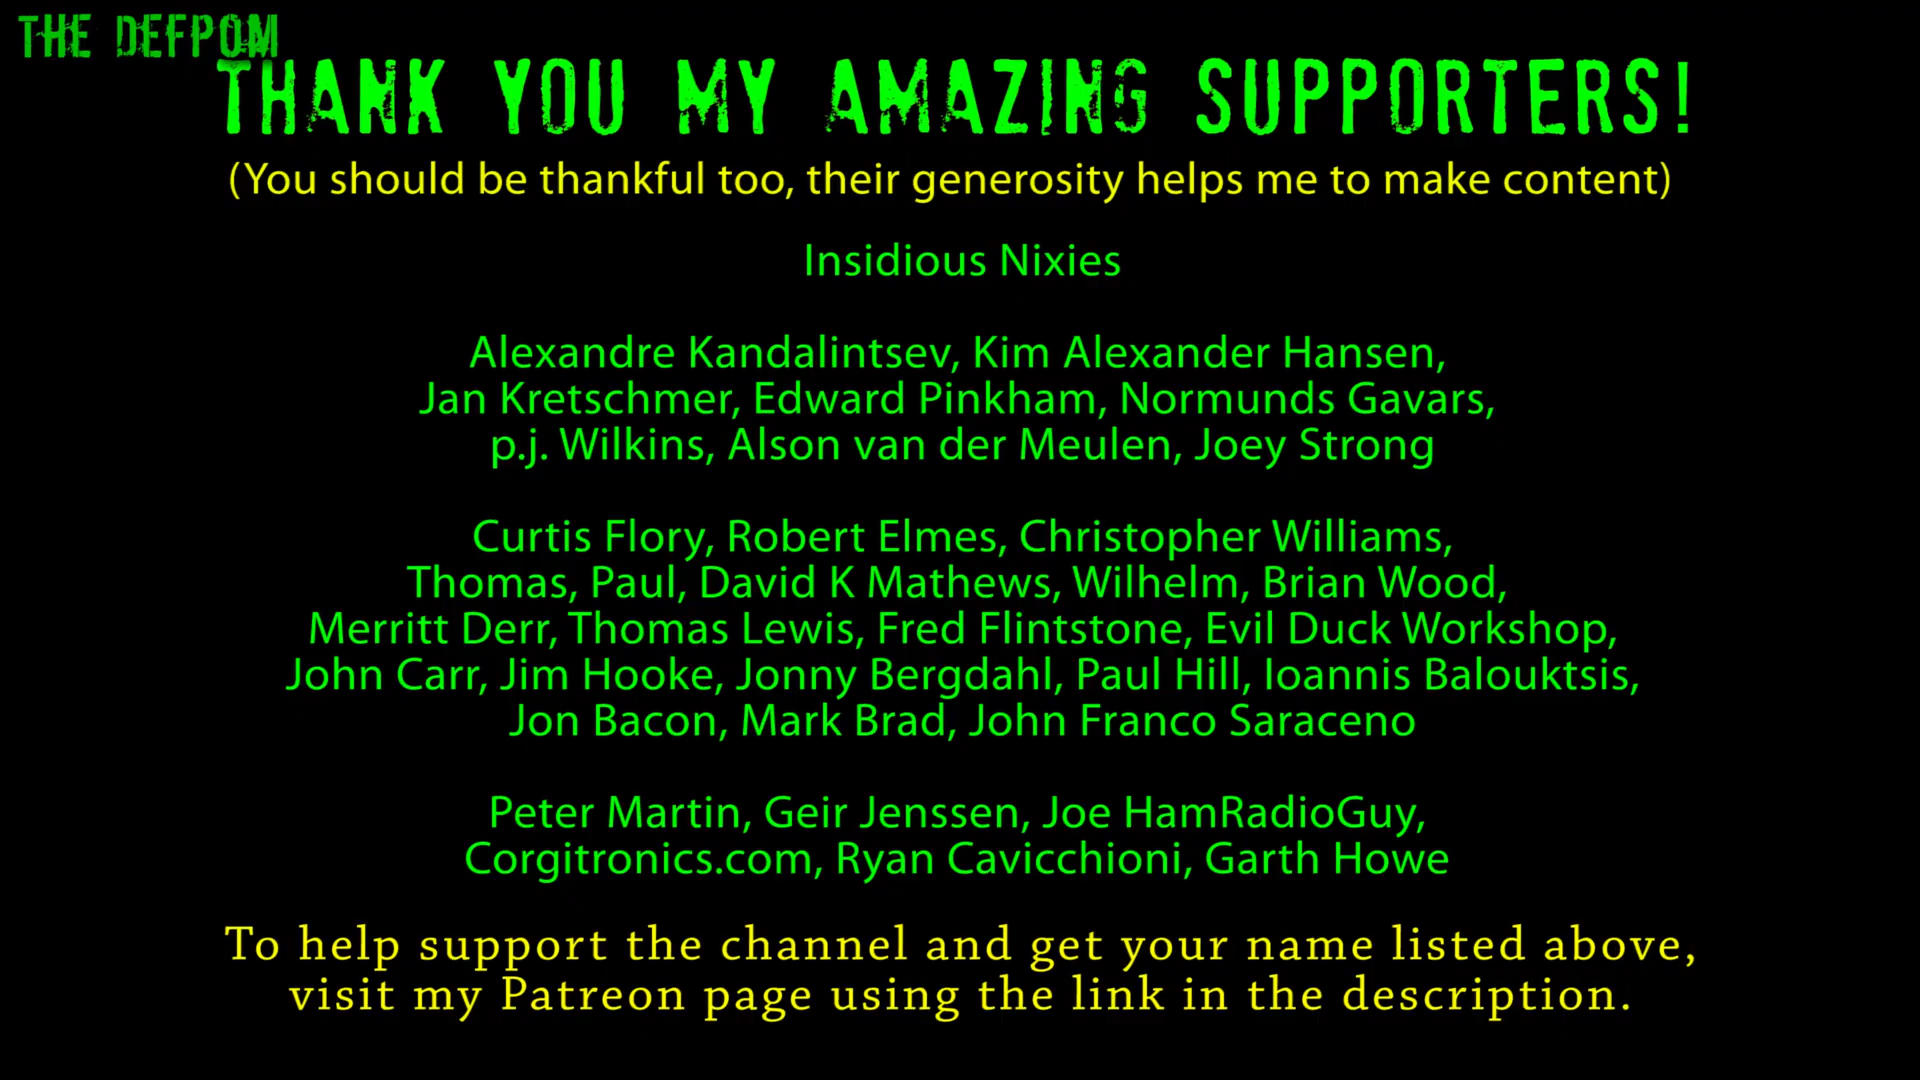 THE DEFPOM
THANK YOU MY AMAZING SUPPORTERS!
(You should be thankful too, their generosity helps me to make content)
Insidious Nixies
Alexandre Kandalintsev, Kim Alexander Hansen,
Jan Kretschmer, Edward Pinkham, Normunds Gavars,
p.j. Wilkins, Alson van der Meulen, Joey Strong
Curtis Flory, Robert Elmes, Christopher Williams,
Thomas, Paul, David K Mathews, Wilhelm, Brian Wood,
Merritt Derr, Thomas Lewis, Fred Flintstone, Evil Duck Workshop,
John Carr, Jim Hooke, Jonny Bergdahl, Paul Hill, Ioannis Balouktsis,
Jon Bacon, Mark Brad, John Franco Saraceno
Peter Martin, Geir Jenssen, Joe HamRadioGuy,
Corgitronics.com, Ryan Cavicchioni, Garth Howe
To help support the channel and get your name listed above,
visit my Patreon page using the link in the description.